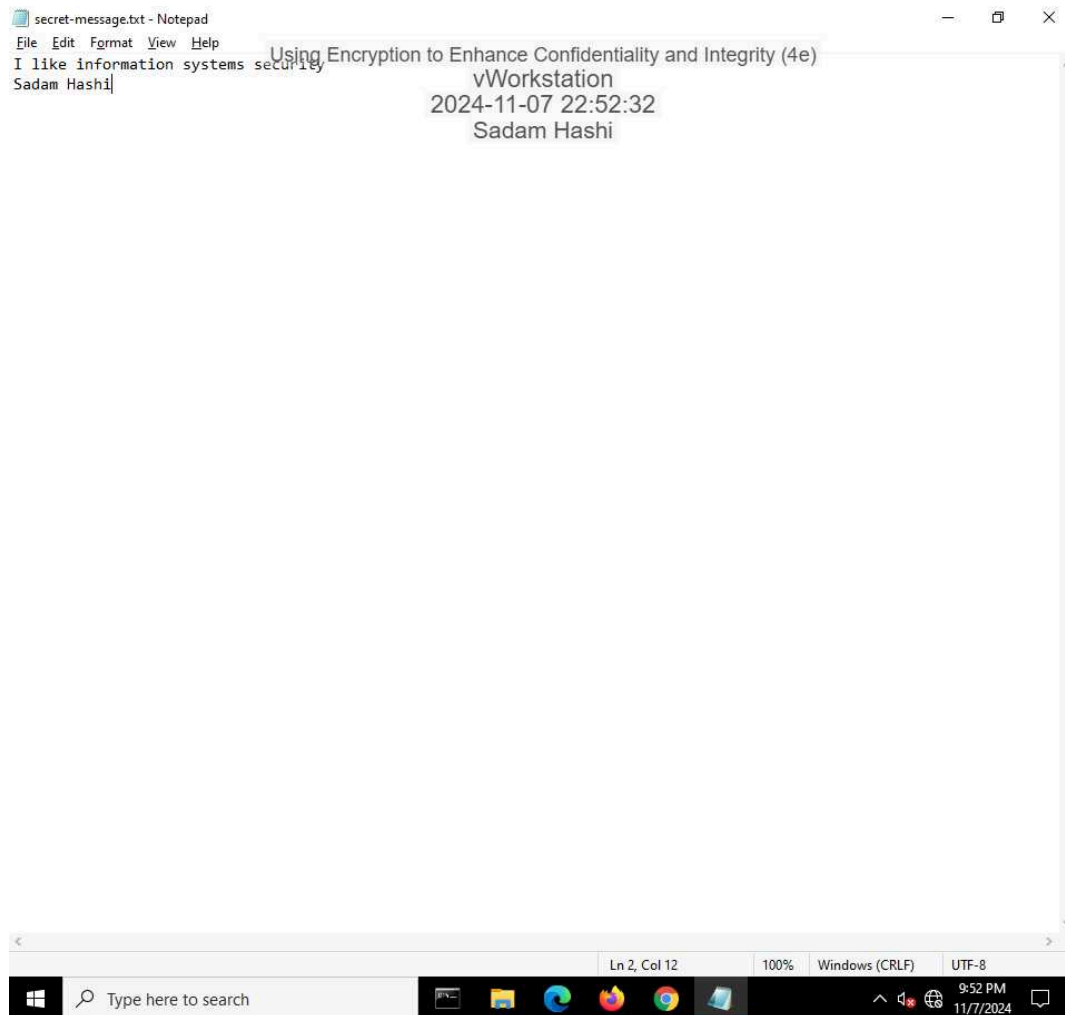 secret-message.txt - Notepad
File Edit Format View Help
Using Encryption to Enhance Confidentiality and Integrity (4e)
I like information systems security
vWorkstation
Sadam Hashi
2024-11-07 22:52:32
Sadam Hashi
Ln 2, Col 12 100% Windows (CRLF) UTF-8
Type here to search
9:52 PM
11/7/2024